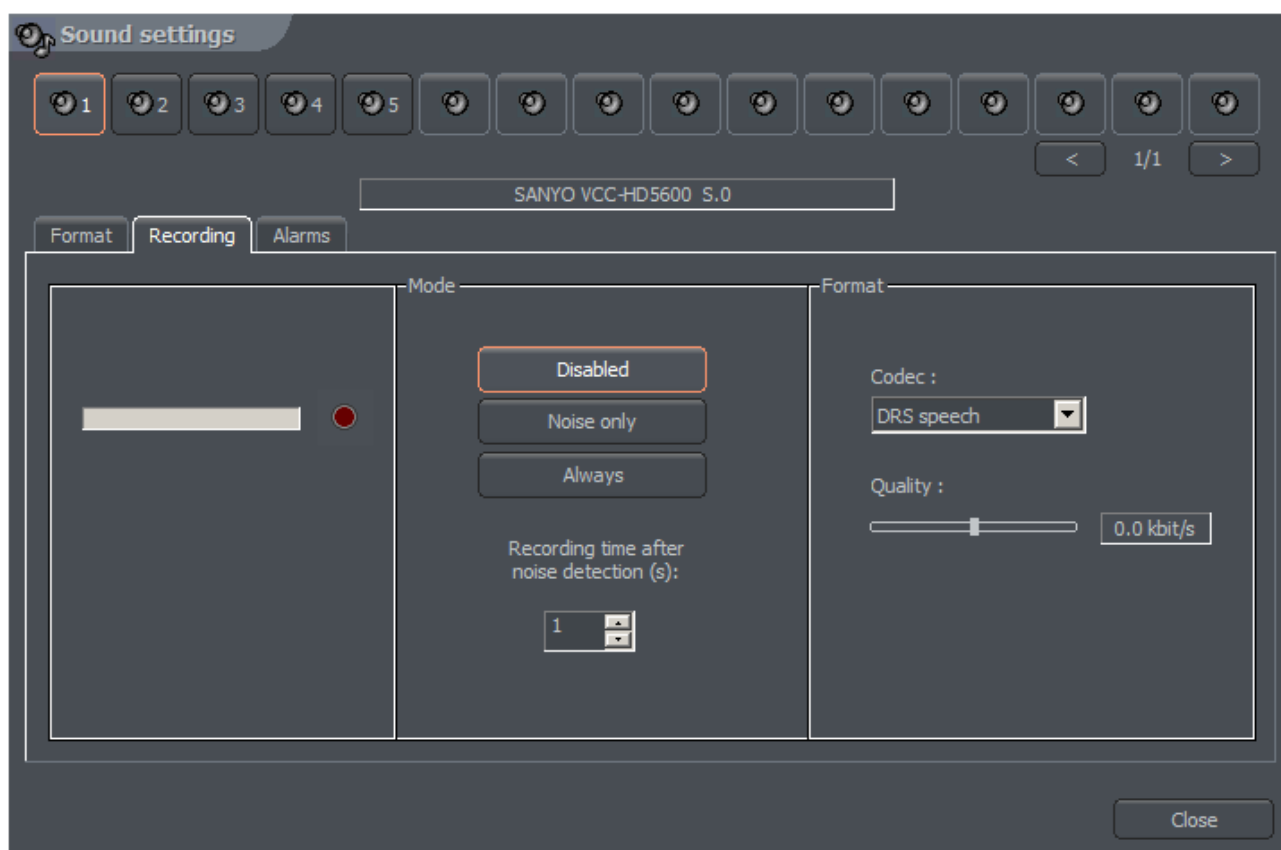 Sound settings
1 2 3 4 5
< 1/1 >
SANYO VCC-HD5600 S.0
Format Recording Alarms
Mode
Disabled
Noise only
Always
Recording time after
noise detection (s):
1
Format
Codec :
DRS speech
Quality :
0.0 kbit/s
Close